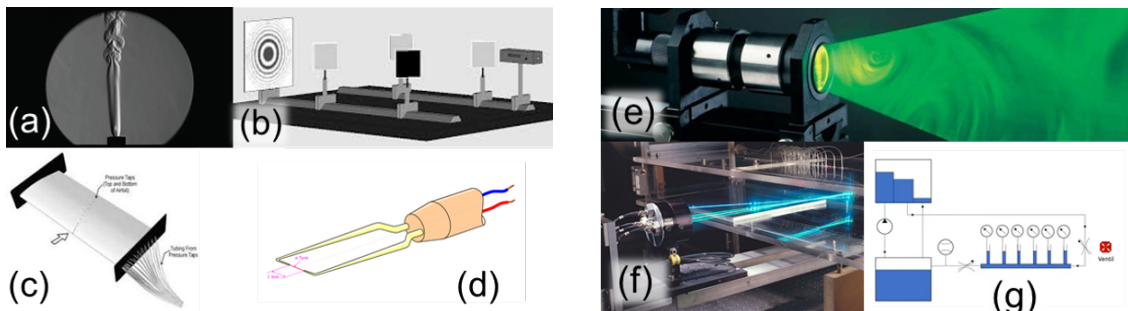 (a)
(b)
(c)
Pressure Taps
(Top and Bottom
of Airfoil)
Tubing From
Pressure Taps
(d)
(e)
(f)
(g)
Ventil